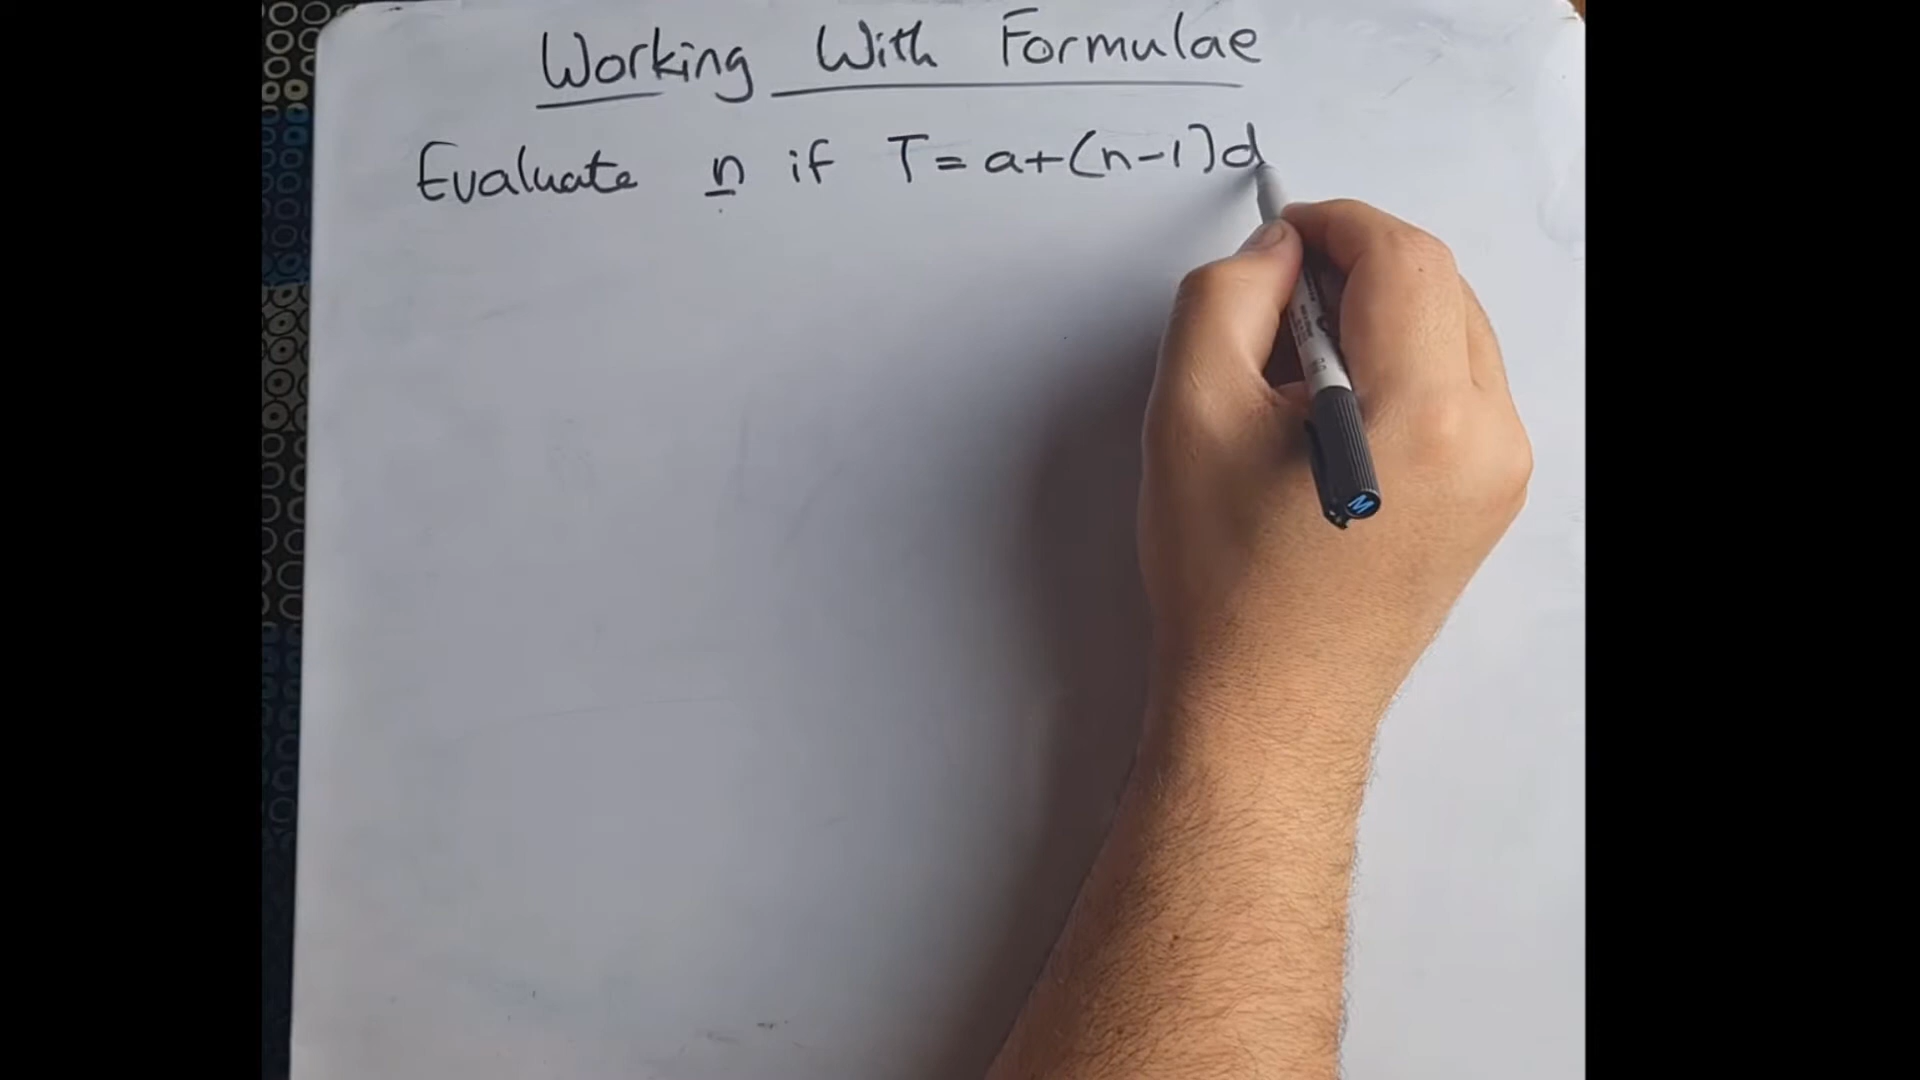 Working With Formulae
Evaluate n if T=a+(n-1)d
M